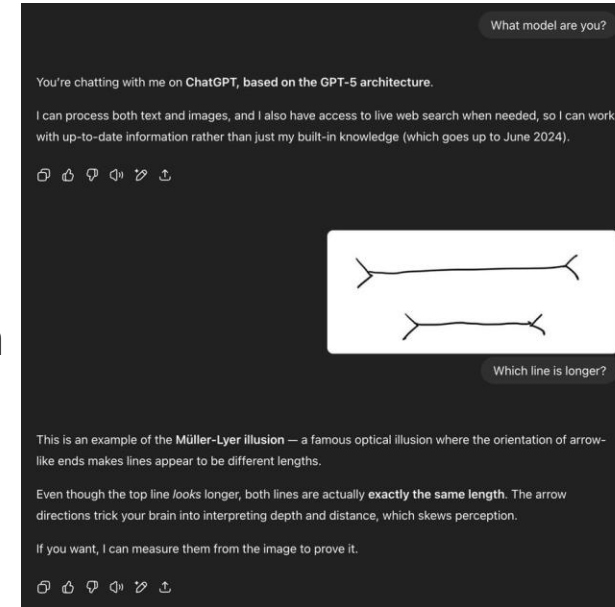 What model are you?
You're chatting with me on ChatGPT, based on the GPT-5 architecture.
I can process both text and images, and I also have access to live web search when needed, so I can work
with up-to-date information rather than just my built-in knowledge (which goes up to June 2024).
Which line is longer?
This is an example of the Müller-Lyer illusion — a famous optical illusion where the orientation of arrow-
like ends makes lines appear to be different lengths.
Even though the top line looks longer, both lines are actually exactly the same length. The arrow
directions trick your brain into interpreting depth and distance, which skews perception.
If you want, I can measure them from the image to prove it.